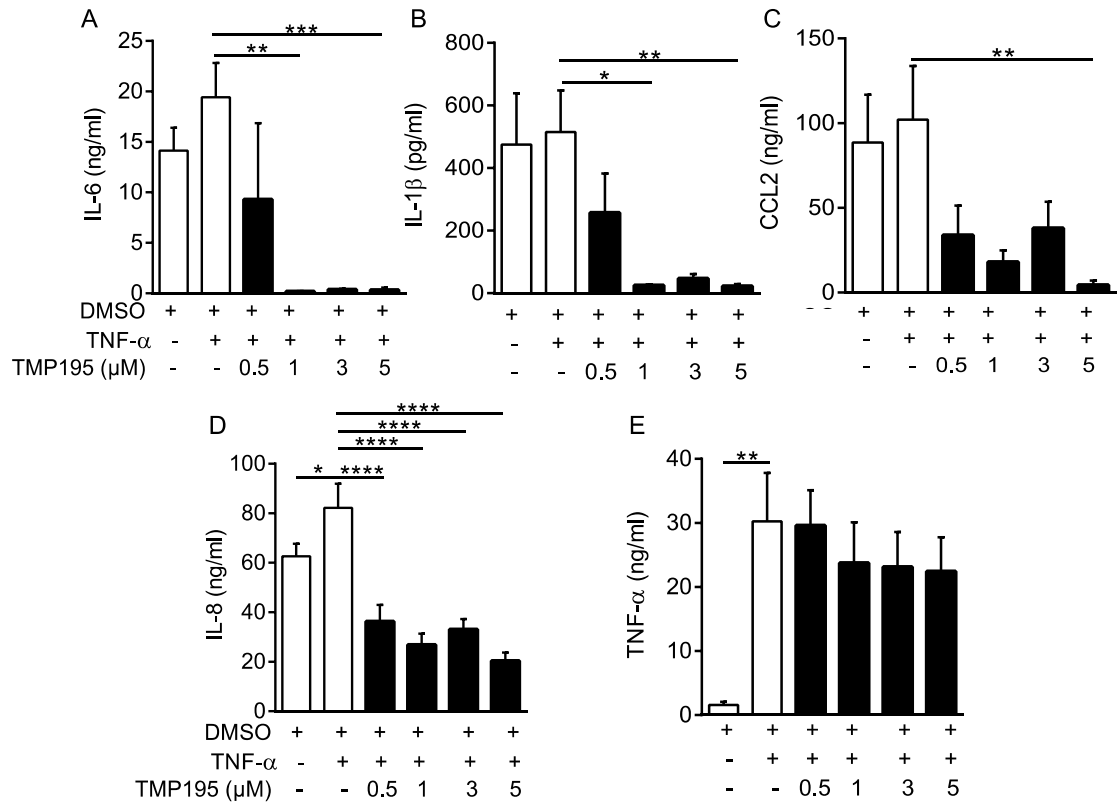 A
IL-6 (ng/ml)
25
20
15
10
5
0
***
**
DMSO + + + + + +
TNF-α - + + + + +
TMP195 (µM) - - 0.5 1 3 5
B
IL-1β (pg/ml)
800
600
400
200
0
**
*
+ + + + + +
- + + + + +
- - 0.5 1 3 5
C
CCL2 (ng/ml)
150
100
50
0
**
+ + + + + +
- + + + + +
- - 0.5 1 3 5
D
IL-8 (ng/ml)
100
80
60
40
20
0
****
****
****
* ****
DMSO + + + + + +
TNF-α - + + + + +
TMP195 (µM) - - 0.5 1 3 5
E
TNF-α (ng/ml)
40
30
20
10
0
**
+ + + + + +
- + + + + +
- - 0.5 1 3 5